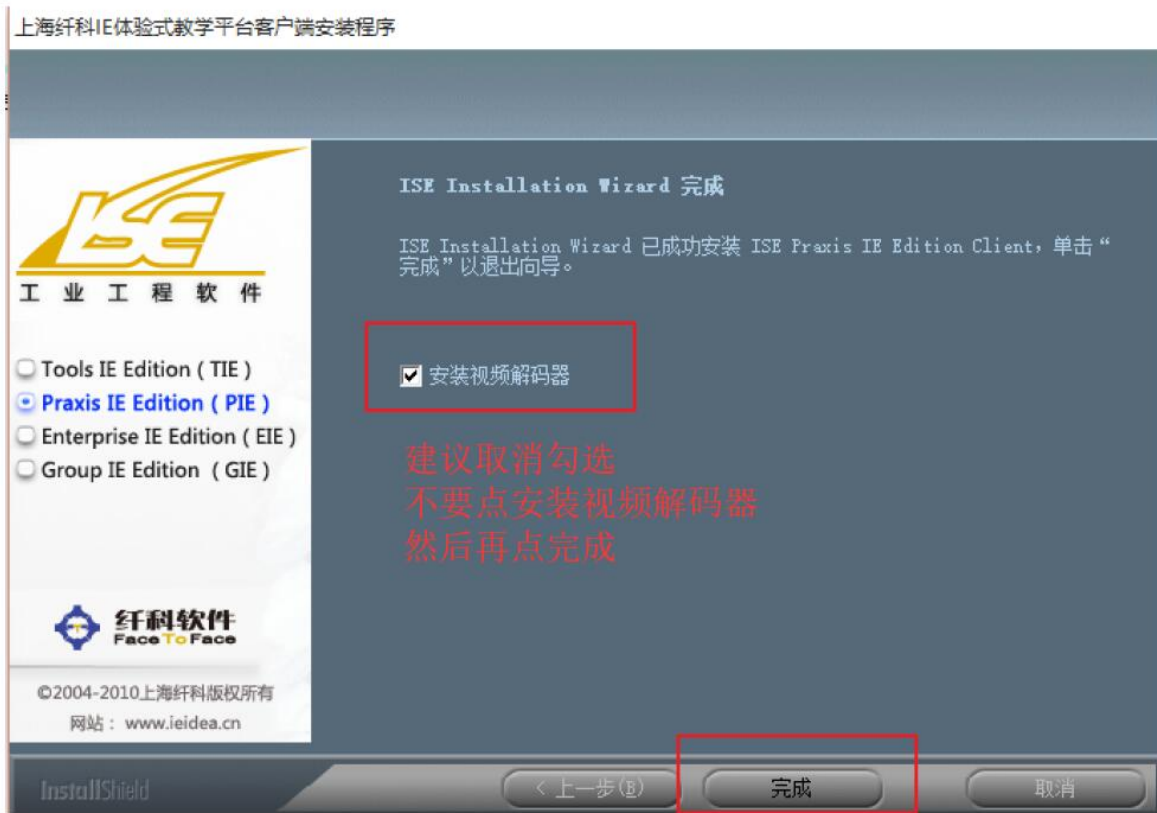 上海纤科IE体验式教学平台客户端安装程序
ISE
工业工程软件
Tools IE Edition ( TIE )
Praxis IE Edition ( PIE )
Enterprise IE Edition ( EIE )
Group IE Edition ( GIE )
纤科软件
Face To Face
©2004-2010上海纤科版权所有
网站： www.ieidea.cn
ISE Installation Wizard 完成
ISE Installation Wizard 已成功安装 ISE Praxis IE Edition Client，单击“
完成”以退出向导。
安装视频解码器
建议取消勾选
不要点安装视频解码器
然后再点完成
InstallShield
< 上一步(B)
完成
取消